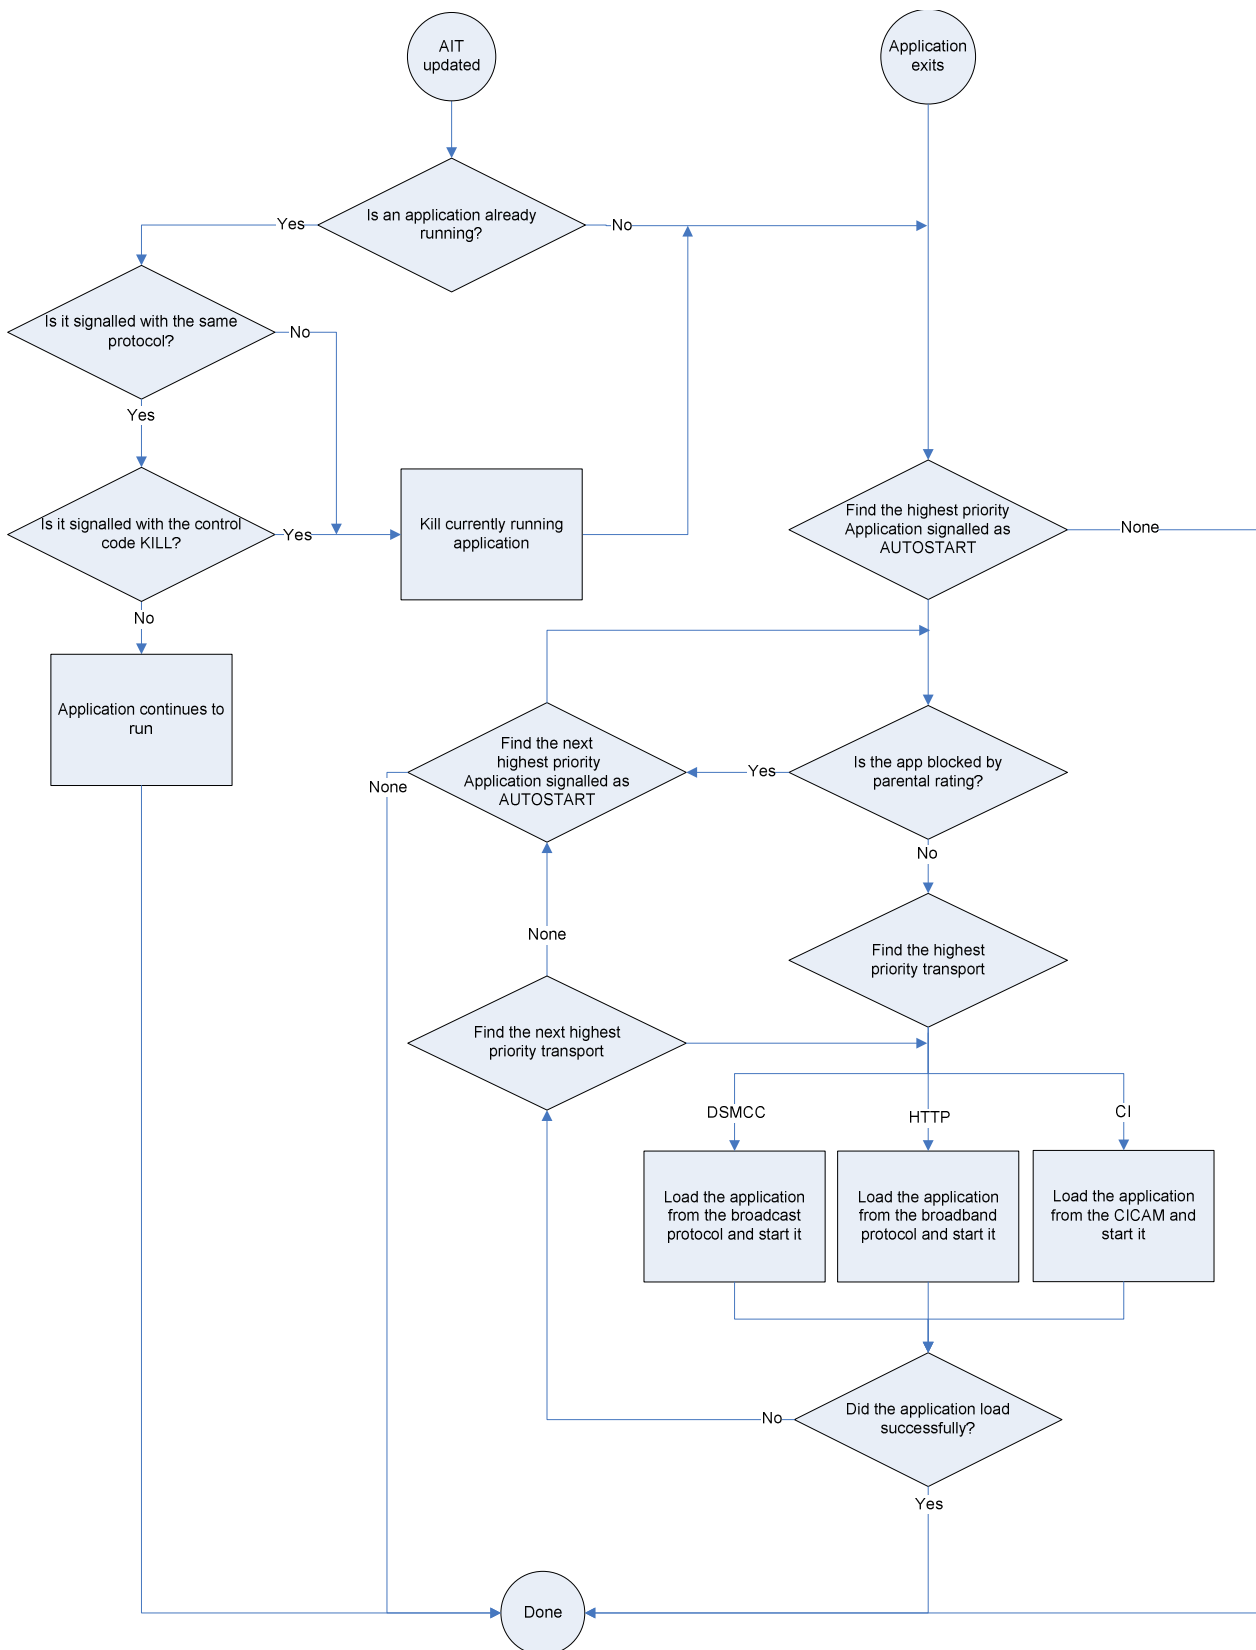 AIT
updated
Application
exits
Is an application already
running?
Yes
No
Is it signalled with the same
protocol?
No
Yes
Is it signalled with the control
code KILL?
Yes
No
Kill currently running
application
Find the highest priority
Application signalled as
AUTOSTART
None
Application continues to
run
Find the next
highest priority
Application signalled as
AUTOSTART
None
Yes
Is the app blocked by
parental rating?
No
None
Find the highest
priority transport
Find the next highest
priority transport
DSMCC
HTTP
CI
Load the application
from the broadcast
protocol and start it
Load the application
from the broadband
protocol and start it
Load the application
from the CICAM and
start it
No
Did the application load
successfully?
Yes
Done